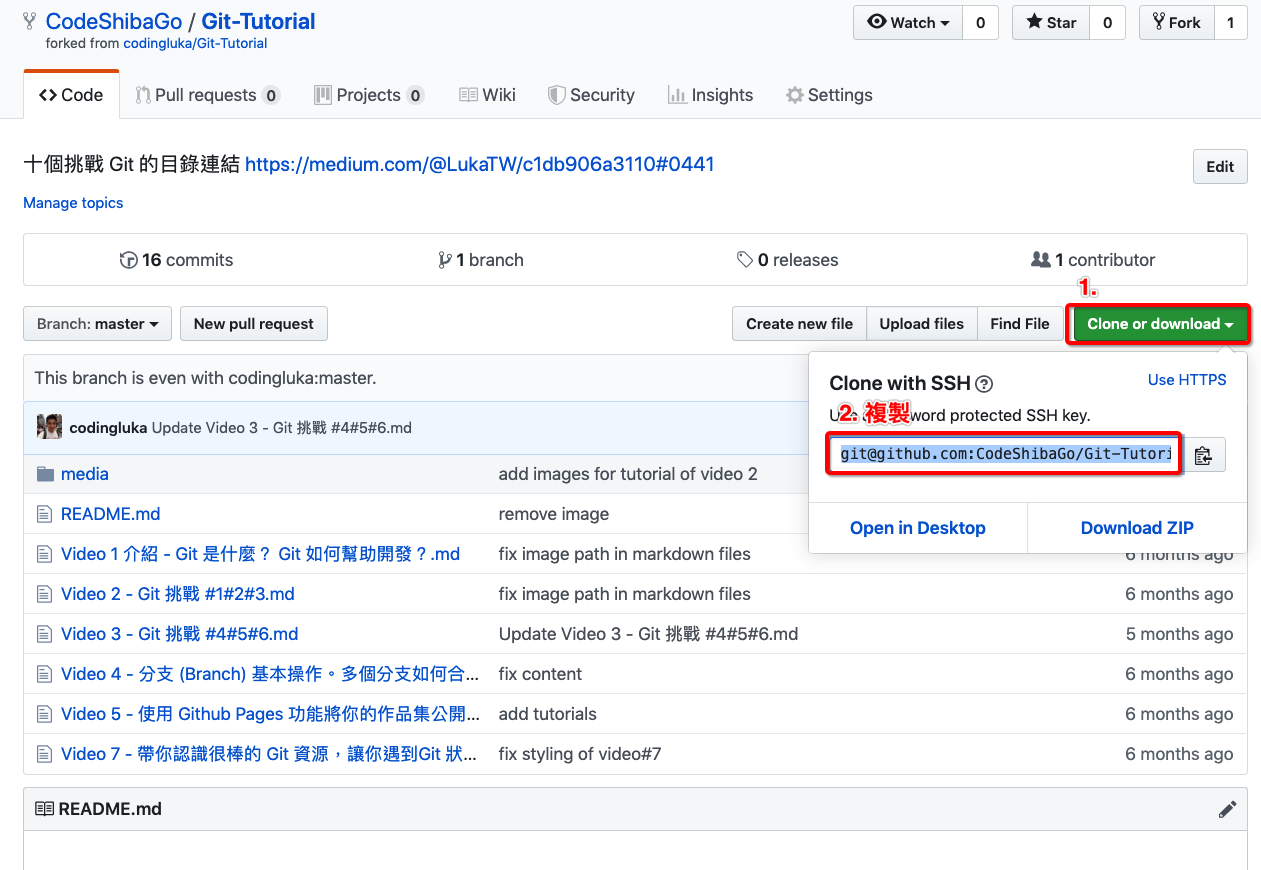 CodeShibaGo / Git-Tutorial
forked from codingluka/Git-Tutorial
Watch 0 Star 0 Fork 1
Code Pull requests 0 Projects 0 Wiki Security Insights Settings
十個挑戰 Git 的目錄連結 https://medium.com/@LukaTW/c1db906a3110#0441
Edit
Manage topics
16 commits 1 branch 0 releases 1 contributor
1.
Branch: master New pull request Create new file Upload files Find File Clone or download
This branch is even with codingluka:master.
Clone with SSH Use HTTPS
2. 複製
word protected SSH key.
git@github.com:CodeShibaGo/Git-Tutori
Open in Desktop Download ZIP
codingluka Update Video 3 - Git 挑戰 #4#5#6.md
media add images for tutorial of video 2
README.md remove image
Video 1 介紹 - Git 是什麼？ Git 如何幫助開發？.md fix image path in markdown files 6 months ago
Video 2 - Git 挑戰 #1#2#3.md fix image path in markdown files 6 months ago
Video 3 - Git 挑戰 #4#5#6.md Update Video 3 - Git 挑戰 #4#5#6.md 5 months ago
Video 4 - 分支 (Branch) 基本操作。多個分支如何合... fix content 6 months ago
Video 5 - 使用 Github Pages 功能將你的作品集公開... add tutorials 6 months ago
Video 7 - 帶你認識很棒的 Git 資源，讓你遇到Git 狀... fix styling of video#7 6 months ago
README.md